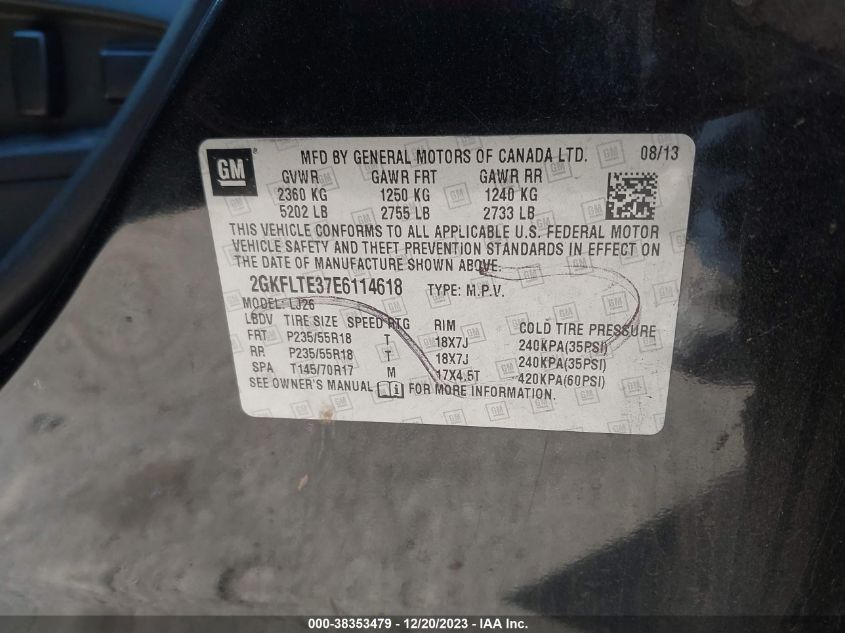 GM ® MFD BY GENERAL MOTORS OF CANADA LTD. 08/13
GVWR GAWR FRT GAWR RR
2360 KG 1250 KG 1240 KG
5202 LB 2755 LB 2733 LB
THIS VEHICLE CONFORMS TO ALL APPLICABLE U.S. FEDERAL MOTOR
VEHICLE SAFETY AND THEFT PREVENTION STANDARDS IN EFFECT ON
THE DATE OF MANUFACTURE SHOWN ABOVE.
2GKFLTE37E6114618 TYPE: M.P.V.
MODEL: LJ26
LBDV TIRE SIZE SPEED RTG RIM COLD TIRE PRESSURE
FRT P235/55R18 T 18X7J 240KPA(35PSI)
RR P235/55R18 T 18X7J 240KPA(35PSI)
SPA T145/70R17 M 17X4.5T 420KPA(60PSI)
SEE OWNER'S MANUAL FOR MORE INFORMATION.
000-38353479 - 12/20/2023 - IAA Inc.